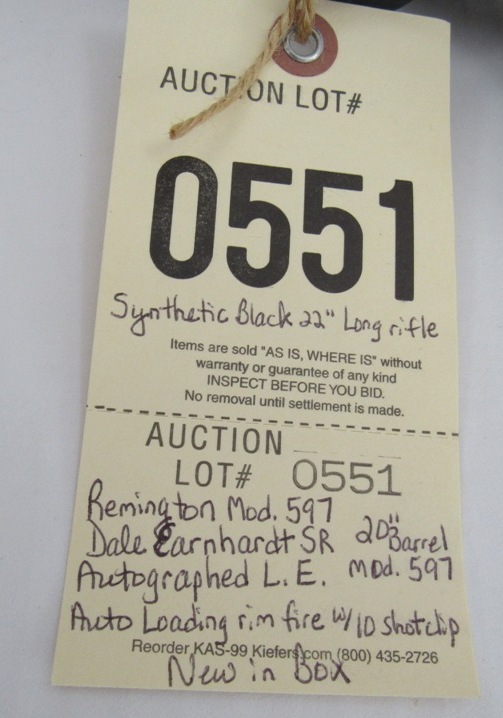 AUCTION LOT#
0551
Synthetic Black 22" Long rifle
Items are sold "AS IS, WHERE IS" without
warranty or guarantee of any kind
INSPECT BEFORE YOU BID.
No removal until settlement is made.
AUCTION
LOT# 0551
Remington Mod. 597
Dale Earnhardt SR 20" Barrel
Autographed L.E. mod. 597
Auto Loading rim fire w/10 shot clip
Reorder KAS-99 Kiefers.com (800) 435-2726
New in Box